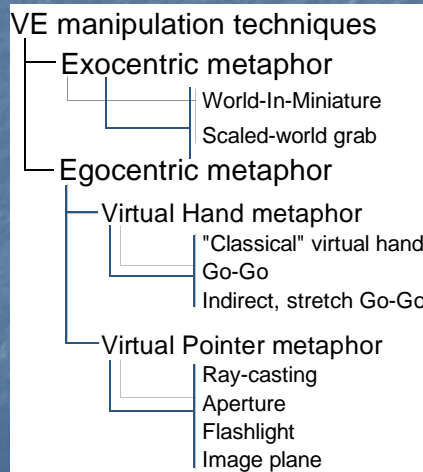 VE manipulation techniques
Exocentric metaphor
World-In-Miniature
Scaled-world grab
Egocentric metaphor
Virtual Hand metaphor
"Classical" virtual hand
Go-Go
Indirect, stretch Go-Go
Virtual Pointer metaphor
Ray-casting
Aperture
Flashlight
Image plane